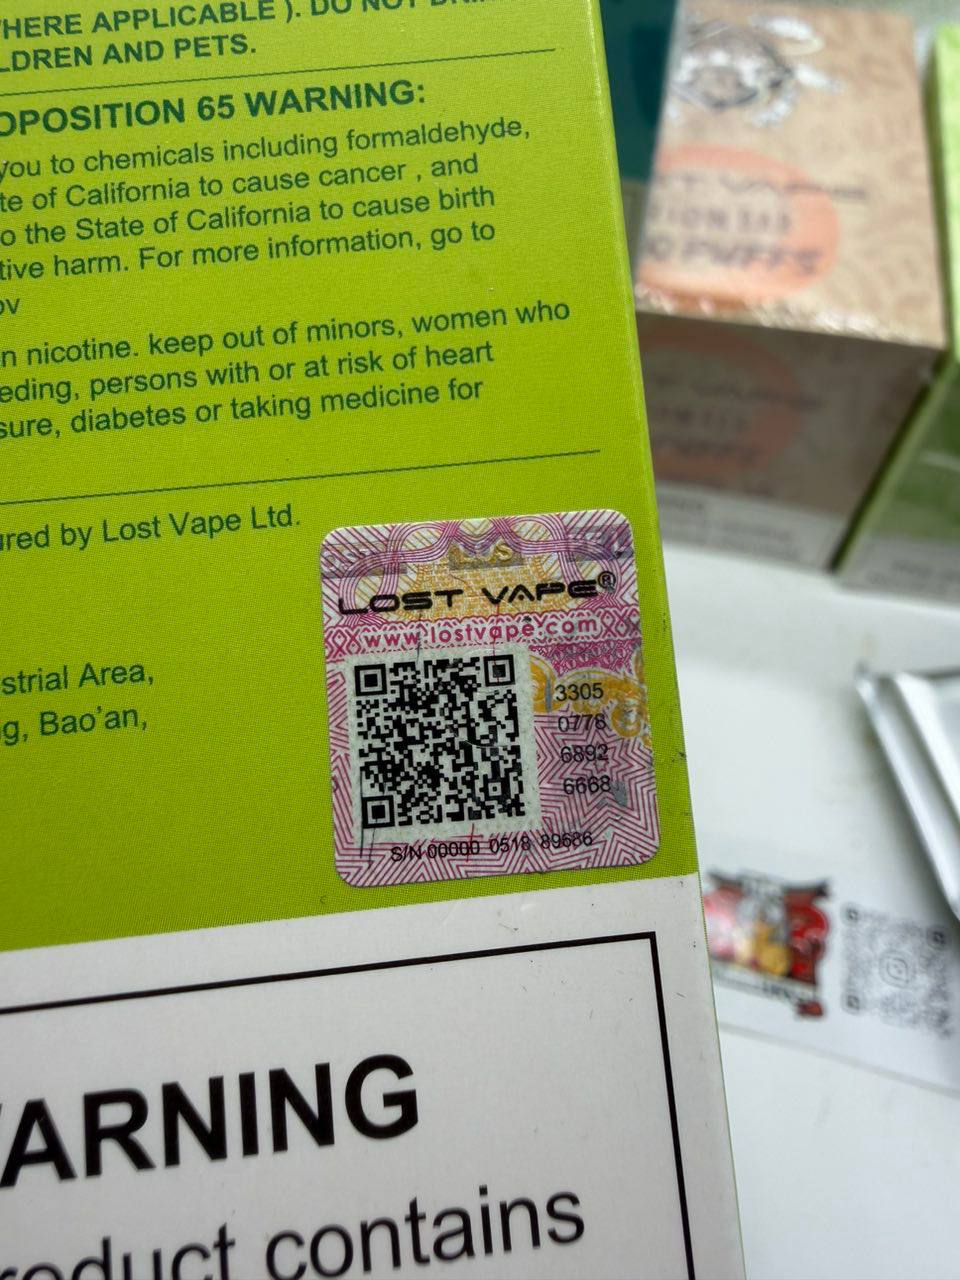 HERE APPLICABLE ). DO NOT
LDREN AND PETS.
OPOSITION 65 WARNING:
you to chemicals including formaldehyde,
te of California to cause cancer , and
o the State of California to cause birth
tive harm. For more information, go to
ov
n nicotine. keep out of minors, women who
eding, persons with or at risk of heart
sure, diabetes or taking medicine for
ured by Lost Vape Ltd.
strial Area,
g, Bao'an,
LOST VAPE®
www.lostvape.com
3305
0778
6892
6668
S/N 00000 0518 89686
WARNING
product contains
LOST VAPE
PUFFS